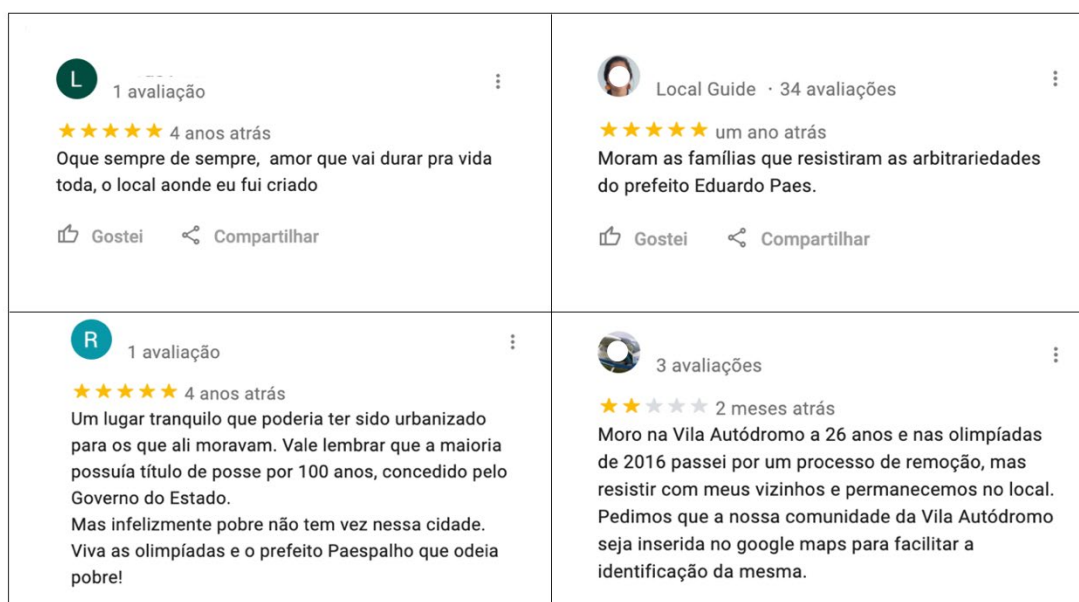 L
1 avaliação
4 anos atrás
Oque sempre de sempre, amor que vai durar pra vida
toda, o local aonde eu fui criado
Gostei Compartilhar
Local Guide · 34 avaliações
um ano atrás
Moram as famílias que resistiram as arbitrariedades
do prefeito Eduardo Paes.
Gostei Compartilhar
R
1 avaliação
4 anos atrás
Um lugar tranquilo que poderia ter sido urbanizado
para os que ali moravam. Vale lembrar que a maioria
possuía título de posse por 100 anos, concedido pelo
Governo do Estado.
Mas infelizmente pobre não tem vez nessa cidade.
Viva as olimpíadas e o prefeito Paespalho que odeia
pobre!
3 avaliações
2 meses atrás
Moro na Vila Autódromo a 26 anos e nas olimpíadas
de 2016 passei por um processo de remoção, mas
resistir com meus vizinhos e permanecemos no local.
Pedimos que a nossa comunidade da Vila Autódromo
seja inserida no google maps para facilitar a
identificação da mesma.